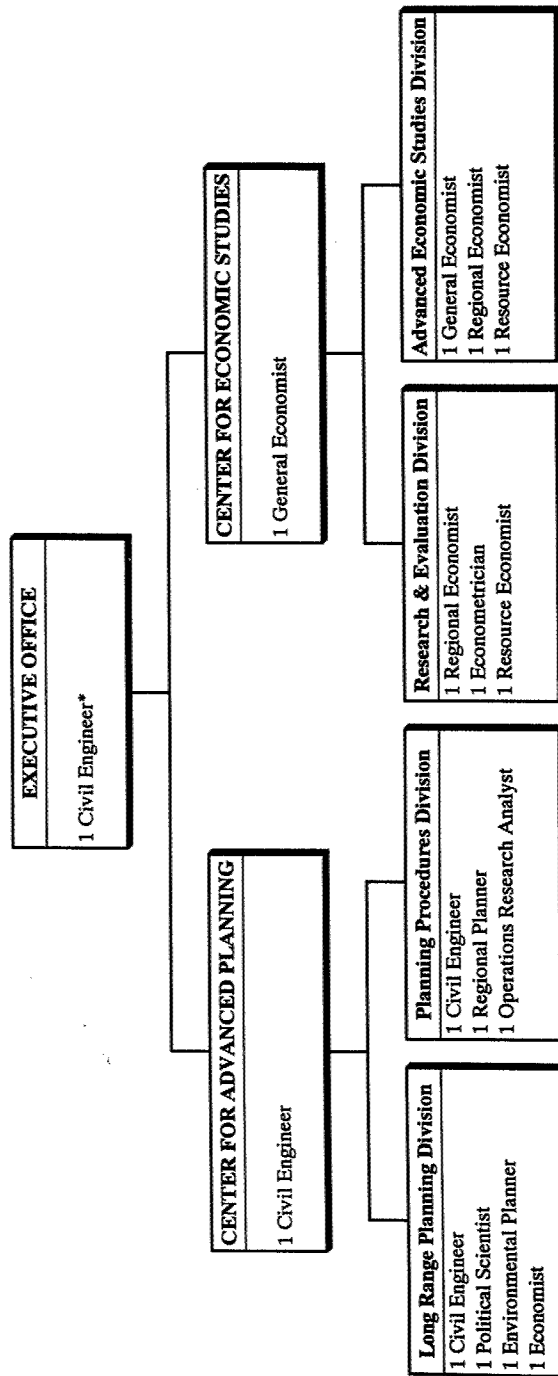 EXECUTIVE OFFICE
1 Civil Engineer*
CENTER FOR ADVANCED PLANNING
1 Civil Engineer
CENTER FOR ECONOMIC STUDIES
1 General Economist
Long Range Planning Division
1 Civil Engineer
1 Political Scientist
1 Environmental Planner
1 Economist
Planning Procedures Division
1 Civil Engineer
1 Regional Planner
1 Operations Research Analyst
Research & Evaluation Division
1 Regional Economist
1 Econometrician
1 Resource Economist
Advanced Economic Studies Division
1 General Economist
1 Regional Economist
1 Resource Economist